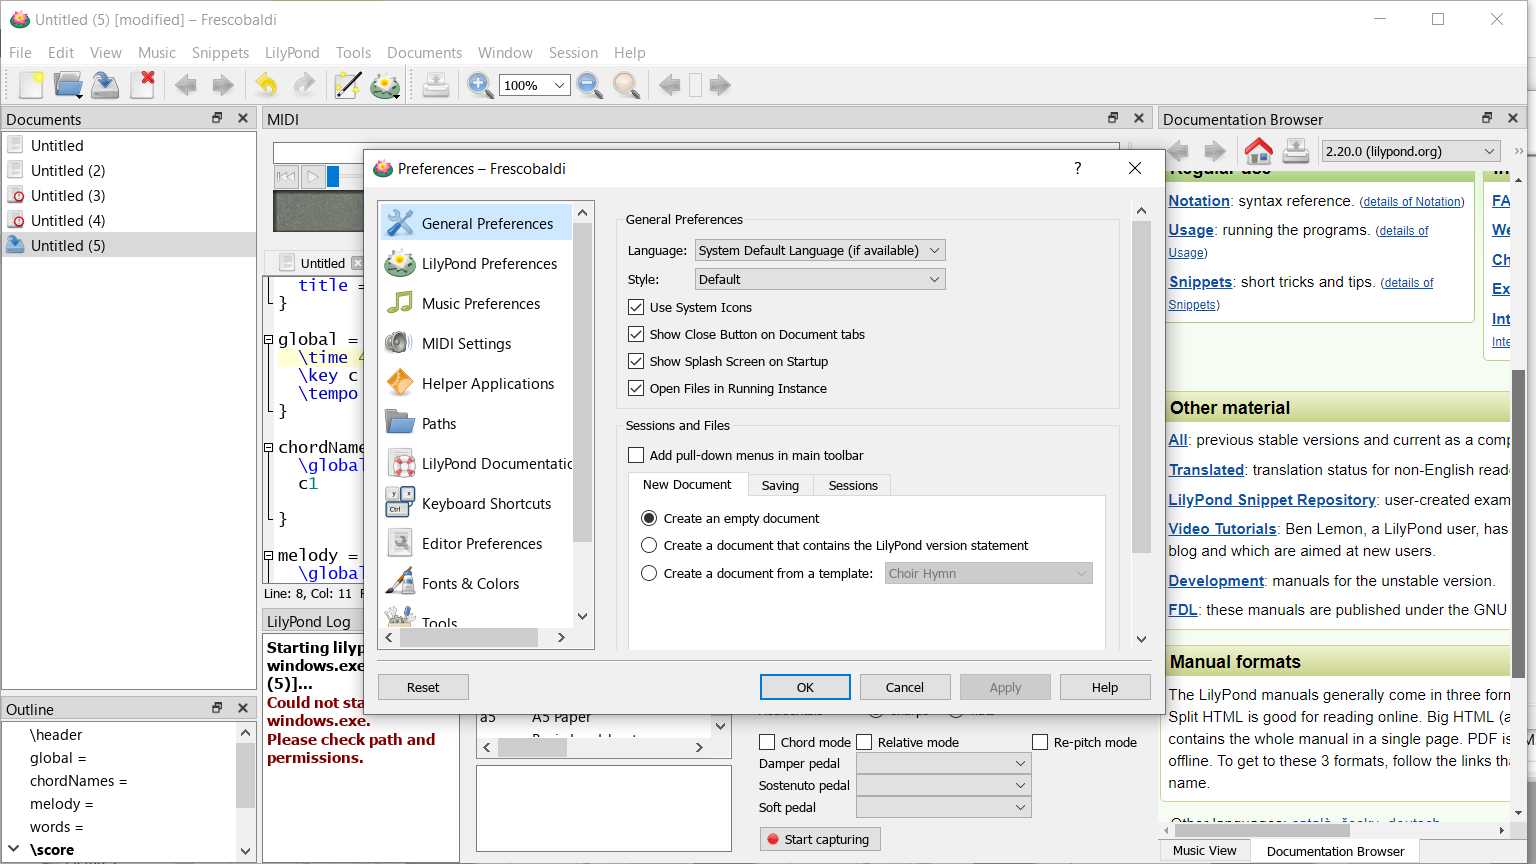 Untitled (5) [modified] – Frescobaldi
File Edit View Music Snippets LilyPond Tools Documents Window Session Help
100%
Documents
Untitled
Untitled (2)
Untitled (3)
Untitled (4)
Untitled (5)
Outline
\header
global =
chordNames =
melody =
words =
\score
MIDI
Untitled
title =
}
global =
\time
\key c
\tempo
}
chordName
\global
c1
}
melody =
\global
Line: 8, Col: 11
LilyPond Log
Starting lilyp
windows.exe
(5)]...
Could not sta
windows.exe.
Please check path and
permissions.
Preferences – Frescobaldi
?
General Preferences
LilyPond Preferences
Music Preferences
MIDI Settings
Helper Applications
Paths
LilyPond Documentatic
Keyboard Shortcuts
Editor Preferences
Fonts & Colors
Tools
General Preferences
Language: System Default Language (if available)
Style: Default
Use System Icons
Show Close Button on Document tabs
Show Splash Screen on Startup
Open Files in Running Instance
Sessions and Files
Add pull-down menus in main toolbar
New Document Saving Sessions
Create an empty document
Create a document that contains the LilyPond version statement
Create a document from a template: Choir Hymn
Reset OK Cancel Apply Help
a5 A5 Paper
Chord mode Relative mode Re-pitch mode
Damper pedal
Sostenuto pedal
Soft pedal
Start capturing
Documentation Browser
2.20.0 (lilypond.org)
Regular use
Notation: syntax reference. (details of Notation)
Usage: running the programs. (details of
Usage)
Snippets: short tricks and tips. (details of
Snippets)
In
FA
We
Ch
Ex
Int
Inte
Other material
All: previous stable versions and current as a comp
Translated: translation status for non-English read
LilyPond Snippet Repository: user-created exam
Video Tutorials: Ben Lemon, a LilyPond user, has
blog and which are aimed at new users.
Development: manuals for the unstable version.
FDL: these manuals are published under the GNU
Manual formats
The LilyPond manuals generally come in three forn
Split HTML is good for reading online. Big HTML (a
contains the whole manual in a single page. PDF is
offline. To get to these 3 formats, follow the links tha
name.
Other languages: català, česky, deutsch
Music View Documentation Browser